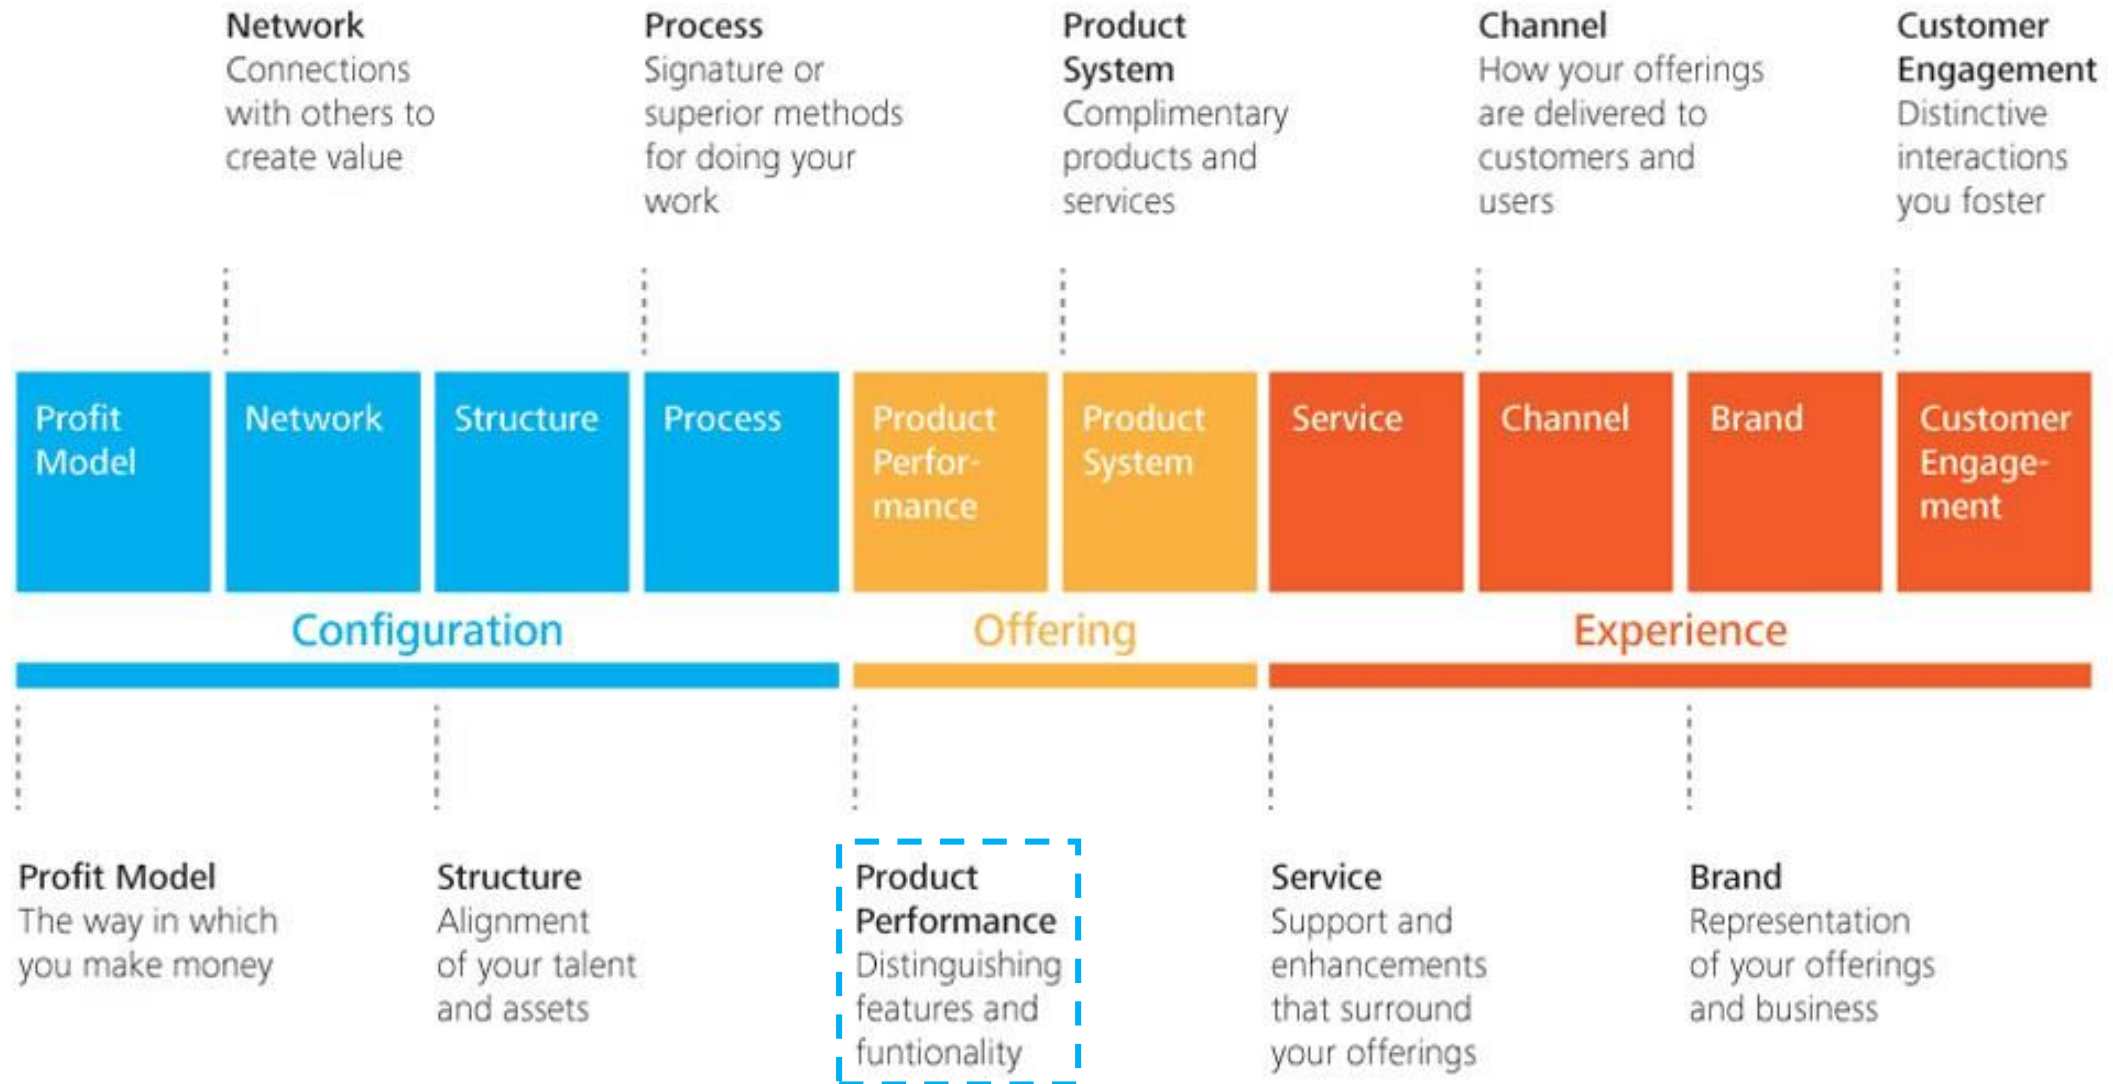 Network
Connections
with others to
create value
Process
Signature or
superior methods
for doing your
work
Product
System
Complimentary
products and
services
Channel
How your offerings
are delivered to
customers and
users
Customer
Engagement
Distinctive
interactions
you foster
Profit
Model
Network
Structure
Process
Product
Perfor-
mance
Product
System
Service
Channel
Brand
Customer
Engage-
ment
Configuration
Offering
Experience
Profit Model
The way in which
you make money
Structure
Alignment
of your talent
and assets
Product
Performance
Distinguishing
features and
funtionality
Service
Support and
enhancements
that surround
your offerings
Brand
Representation
of your offerings
and business